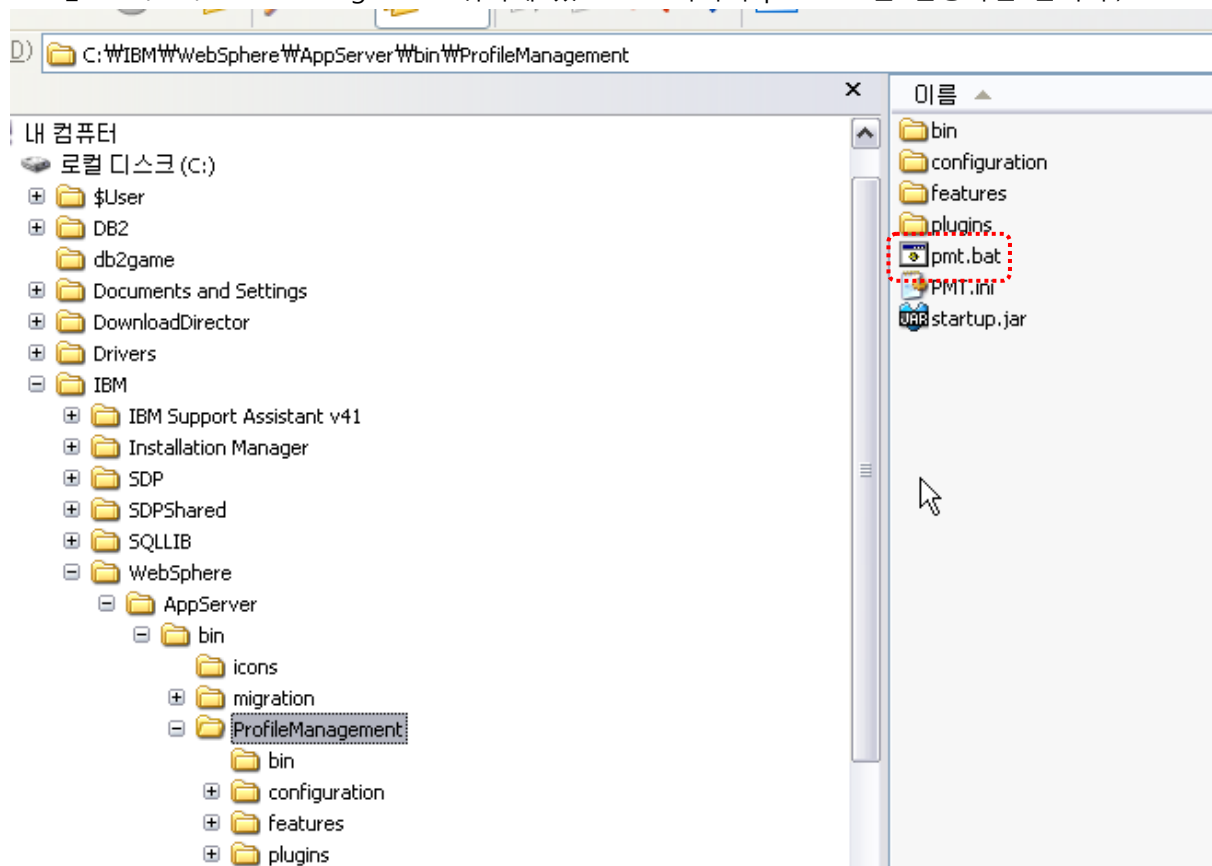 D) C:₩IBM₩WebSphere₩AppServer₩bin₩ProfileManagement
이름
내 컴퓨터
로컬 디스크 (C:)
$User
DB2
db2game
Documents and Settings
DownloadDirector
Drivers
IBM
IBM Support Assistant v41
Installation Manager
SDP
SDPShared
SQLLIB
WebSphere
AppServer
bin
icons
migration
ProfileManagement
bin
configuration
features
plugins
bin
configuration
features
plugins
pmt.bat
PMT.ini
startup.jar